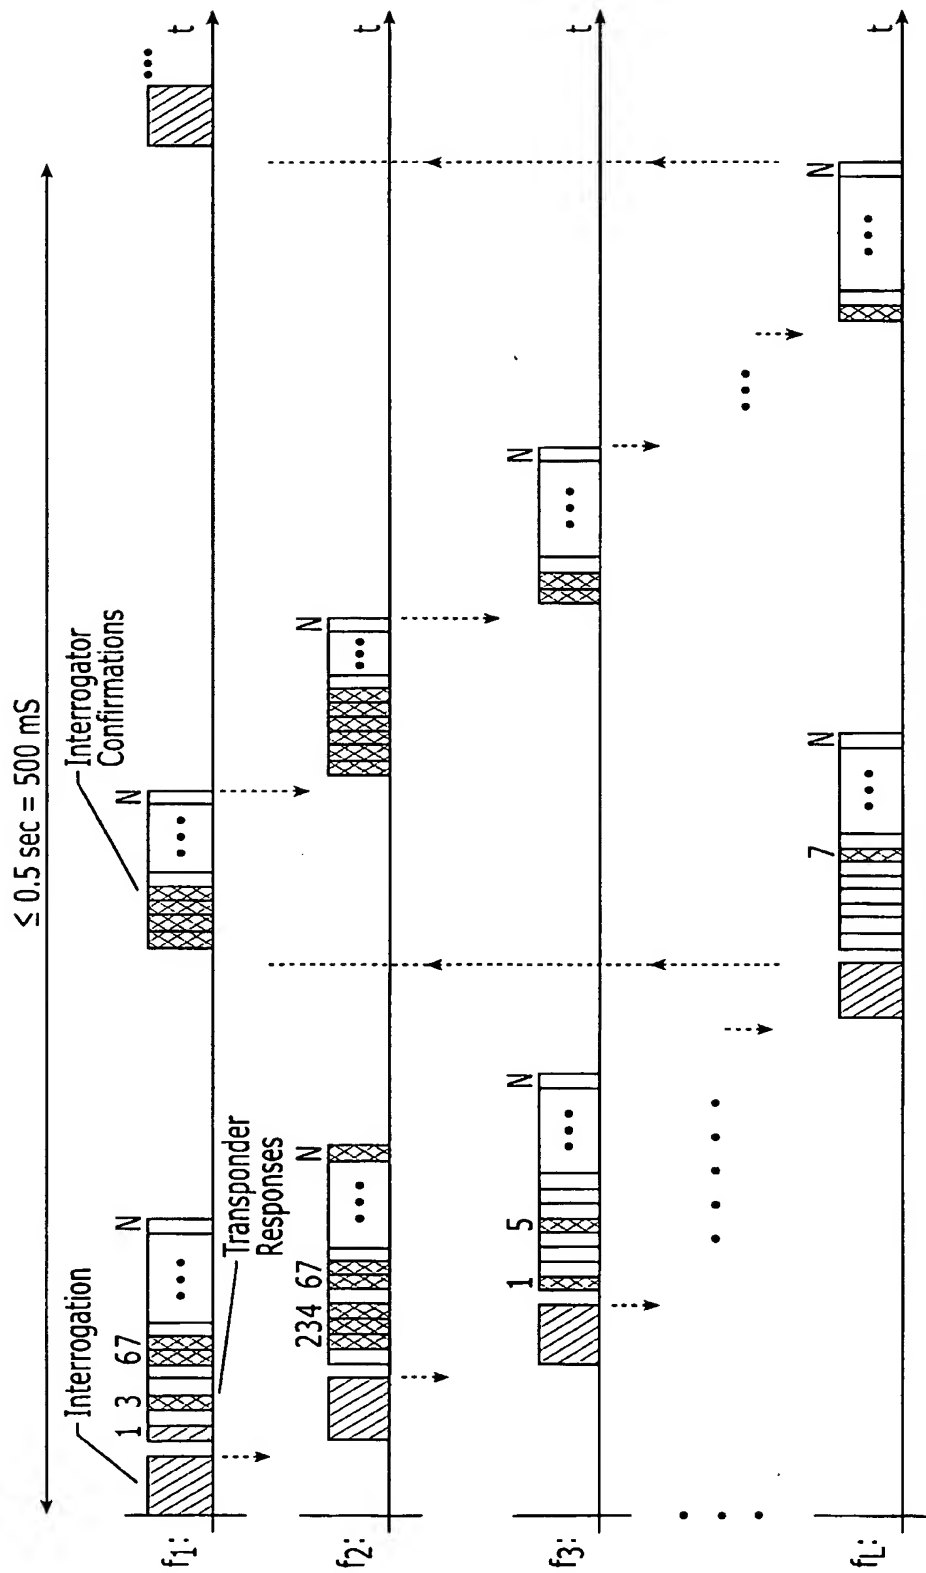 ≤ 0.5 sec = 500 mS
Interrogation
Transponder
Responses
Interrogator
Confirmations
f1:
1 3 67
N
N
t
f2:
234 67
N
N
t
f3:
1
5
N
N
t
fL:
7
N
N
t